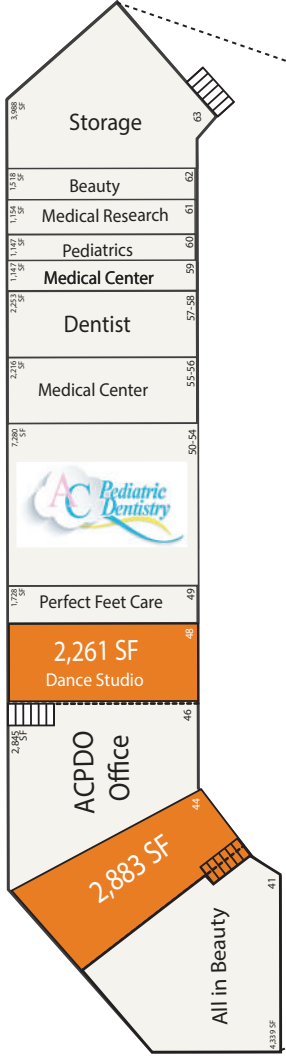 3,988
SF
Storage
63
1,518
SF
Beauty
62
1,154
SF
Medical Research
61
1,147
SF
Pediatrics
60
1,147
SF
Medical Center
59
2,253
SF
Dentist
57-58
2,216
SF
Medical Center
55-56
7,280
SF
50-54
AC Pediatric
Dentistry
1,728
SF
Perfect Feet Care
49
2,261 SF
Dance Studio
48
2,845
SF
ACPDO
Office
46
44
2,883 SF
41
All in Beauty
4,339 SF